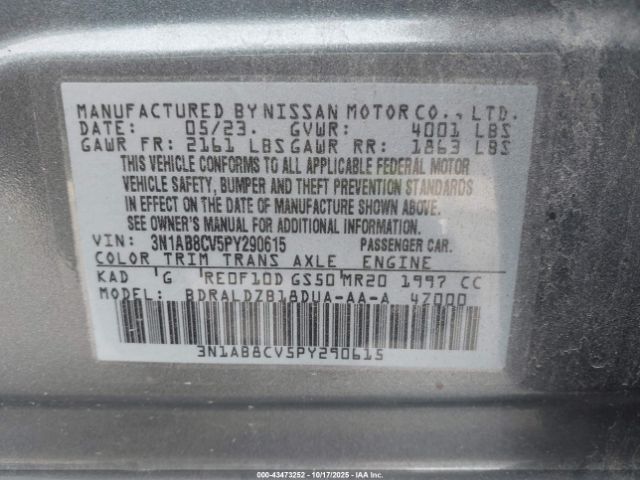 MANUFACTURED BY NISSAN MOTOR CO., LTD.
DATE: 05/23. GVWR: 4001 LBS
GAWR FR: 2161 LBS GAWR RR: 1863 LBS
THIS VEHICLE CONFORMS TO ALL APPLICABLE FEDERAL MOTOR
VEHICLE SAFETY, BUMPER AND THEFT PREVENTION STANDARDS
IN EFFECT ON THE DATE OF MANUFACTURE SHOWN ABOVE.
SEE OWNER'S MANUAL FOR ADDITIONAL INFORMATION.
VIN: 3N1AB8CV5PY290615 PASSENGER CAR.
COLOR TRIM TRANS AXLE ENGINE
KAD G RE0F10D GS50 MR20 1997 CC
MODEL: BDRALDZB18DUA-AA-A 47000
3N1AB8CV5PY290615
00-43473252 | 10/17/2025 | IAA Inc.